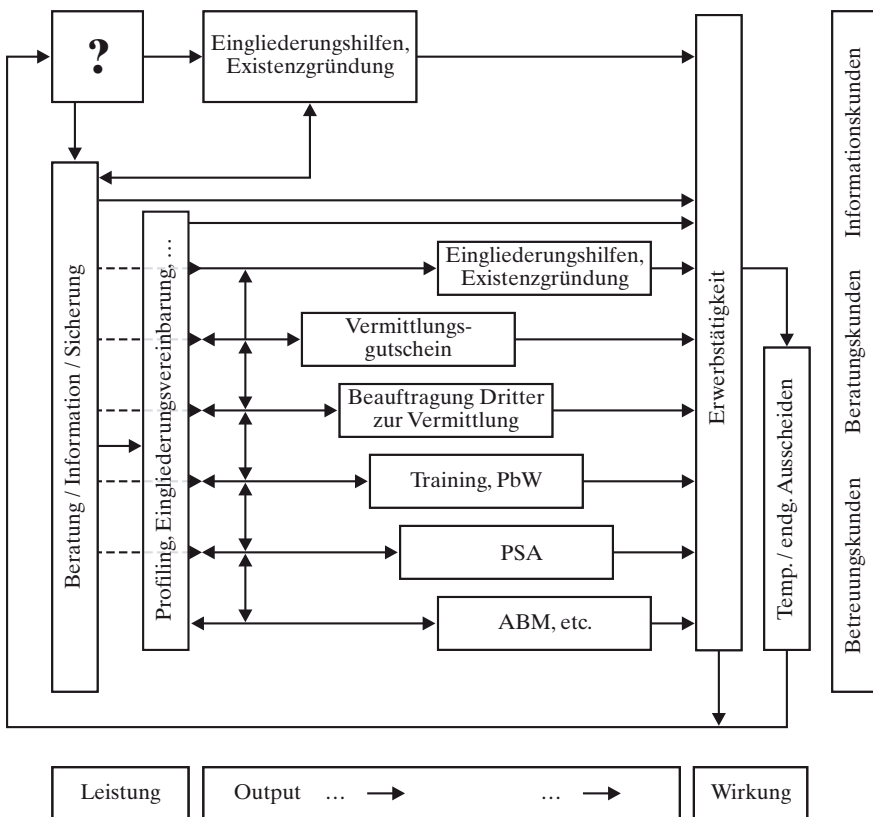 ?
Eingliederungshilfen,
Existenzgründung
Beratung / Information / Sicherung
Profiling, Eingliederungsvereinbarung, ...
Eingliederungshilfen,
Existenzgründung
Vermittlungs-
gutschein
Beauftragung Dritter
zur Vermittlung
Training, PbW
PSA
ABM, etc.
Erwerbstätigkeit
Temp. / endg. Ausscheiden
Informationskunden
Beratungskunden
Betreuungskunden
Leistung
Output ... ...
Wirkung